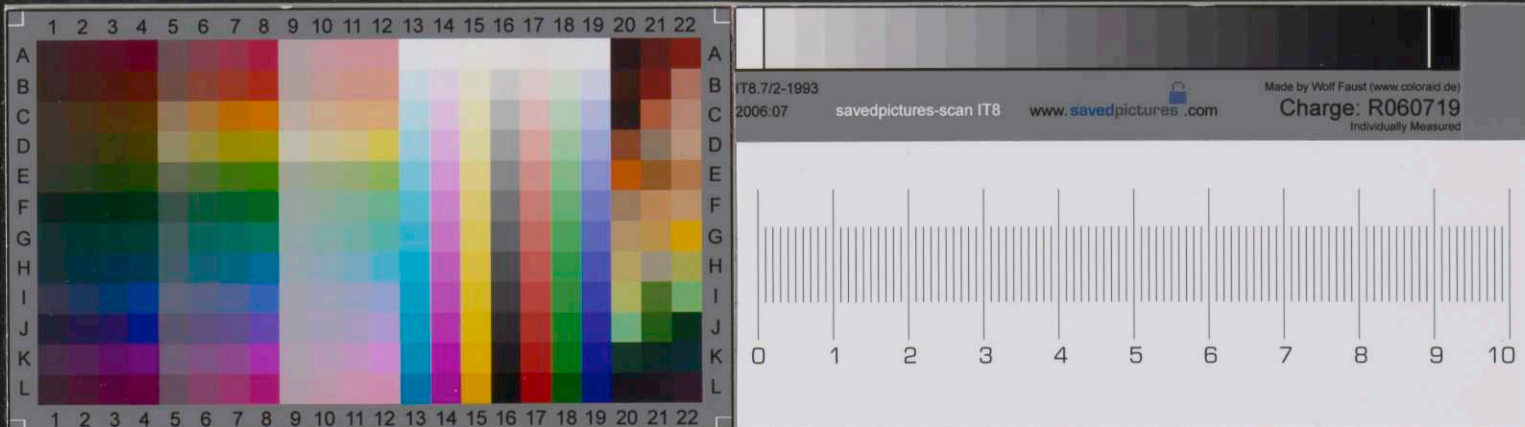 1 2 3 4 5 6 7 8 9 10 11 12 13 14 15 16 17 18 19 20 21 22
A A
B B
C C
D D
E E
F F
G G
H H
I I
J J
K K
L L
1 2 3 4 5 6 7 8 9 10 11 12 13 14 15 16 17 18 19 20 21 22
IT8.7/2-1993
2006:07
savedpictures-scan IT8
www.savedpictures.com
Made by Wolf Faust (www.coloraid.de)
Charge: R060719
Individually Measured
0 1 2 3 4 5 6 7 8 9 10